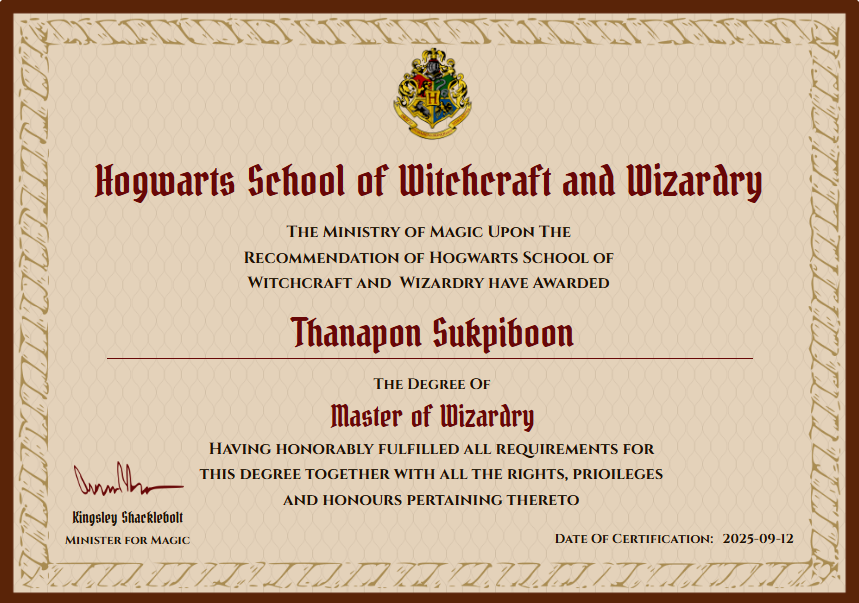 Hogwarts School of Witchcraft and Wizardry
The Ministry of Magic Upon The
Recommendation of Hogwarts School of
Witchcraft and Wizardry have Awarded
Thanapon Sukpiboon
The Degree Of
Master of Wizardry
Having honorably fulfilled all requirements for
this degree together with all the rights, prioileges
and honours pertaining thereto
Kingsley Shacklebolt
Minister for Magic
Date Of Certification: 2025-09-12